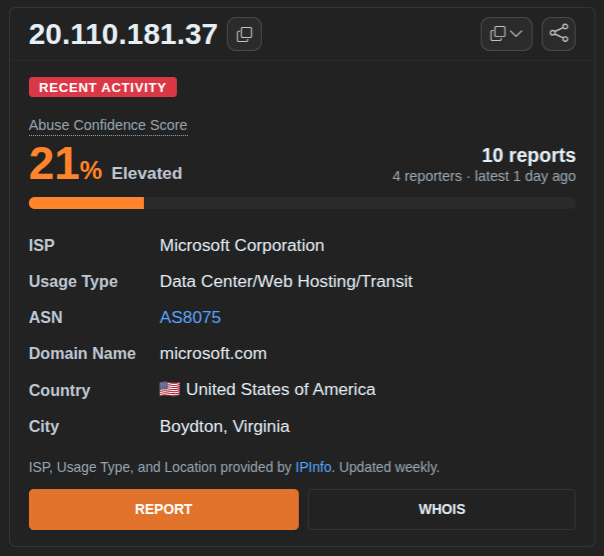 20.110.181.37
RECENT ACTIVITY
Abuse Confidence Score
21% Elevated
10 reports
4 reporters · latest 1 day ago
ISP Microsoft Corporation
Usage Type Data Center/Web Hosting/Transit
ASN AS8075
Domain Name microsoft.com
Country 🇺🇸 United States of America
City Boydton, Virginia
ISP, Usage Type, and Location provided by IPInfo. Updated weekly.
REPORT WHOIS